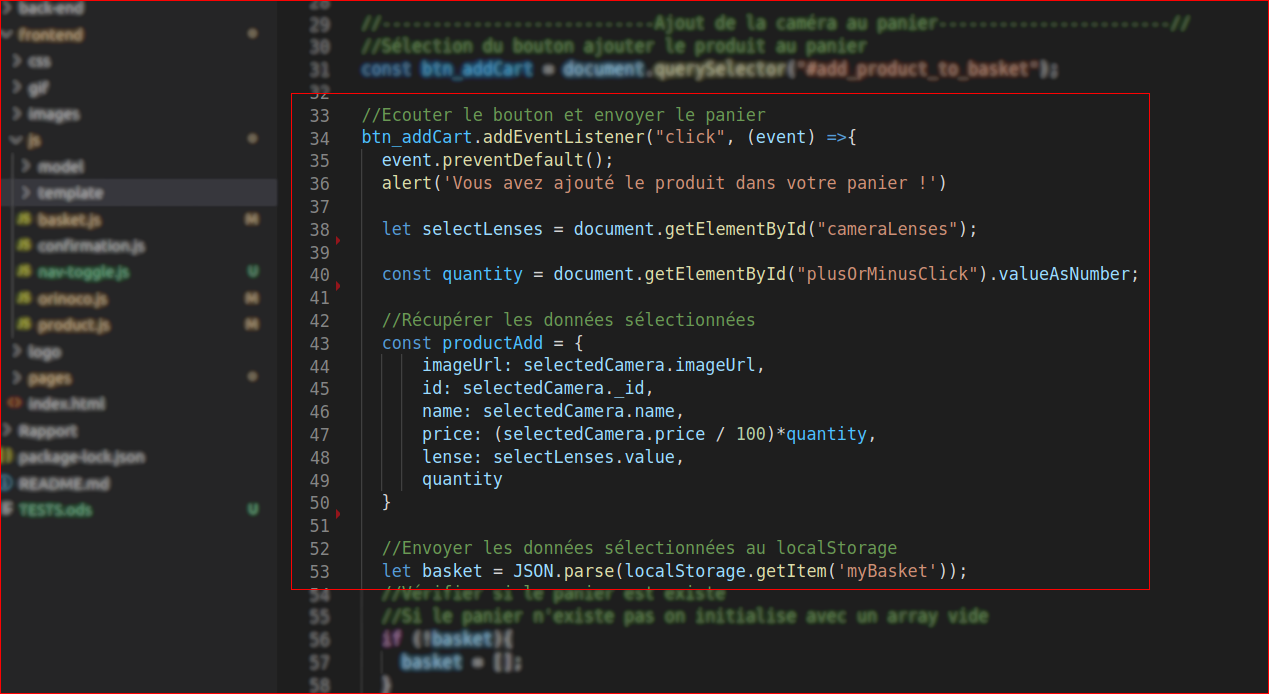 back-end
frontend
css
gif
images
js
model
template
basket.js M
confirmation.js
nav-toggle.js U
orinoco.js M
product.js M
logo
pages
index.html
Rapport
package-lock.json
README.md
TESTS.ods U
28
29 //---------------------------Ajout de la caméra au panier-----------------------//
30 //Sélection du bouton ajouter le produit au panier
31 const btn_addCart = document.querySelector("#add_product_to_basket");
32
33 //Ecouter le bouton et envoyer le panier
34 btn_addCart.addEventListener("click", (event) =>{
35 event.preventDefault();
36 alert('Vous avez ajouté le produit dans votre panier !')
37
38 let selectLenses = document.getElementById("cameraLenses");
39
40 const quantity = document.getElementById("plusOrMinusClick").valueAsNumber;
41
42 //Récupérer les données sélectionnées
43 const productAdd = {
44 imageUrl: selectedCamera.imageUrl,
45 id: selectedCamera._id,
46 name: selectedCamera.name,
47 price: (selectedCamera.price / 100)*quantity,
48 lense: selectLenses.value,
49 quantity
50 }
51
52 //Envoyer les données sélectionnées au localStorage
53 let basket = JSON.parse(localStorage.getItem('myBasket'));
54 //Vérifier si le panier est existe
55 //Si le panier n'existe pas on initialise avec un array vide
56 if (!basket){
57 basket = [];
58 }